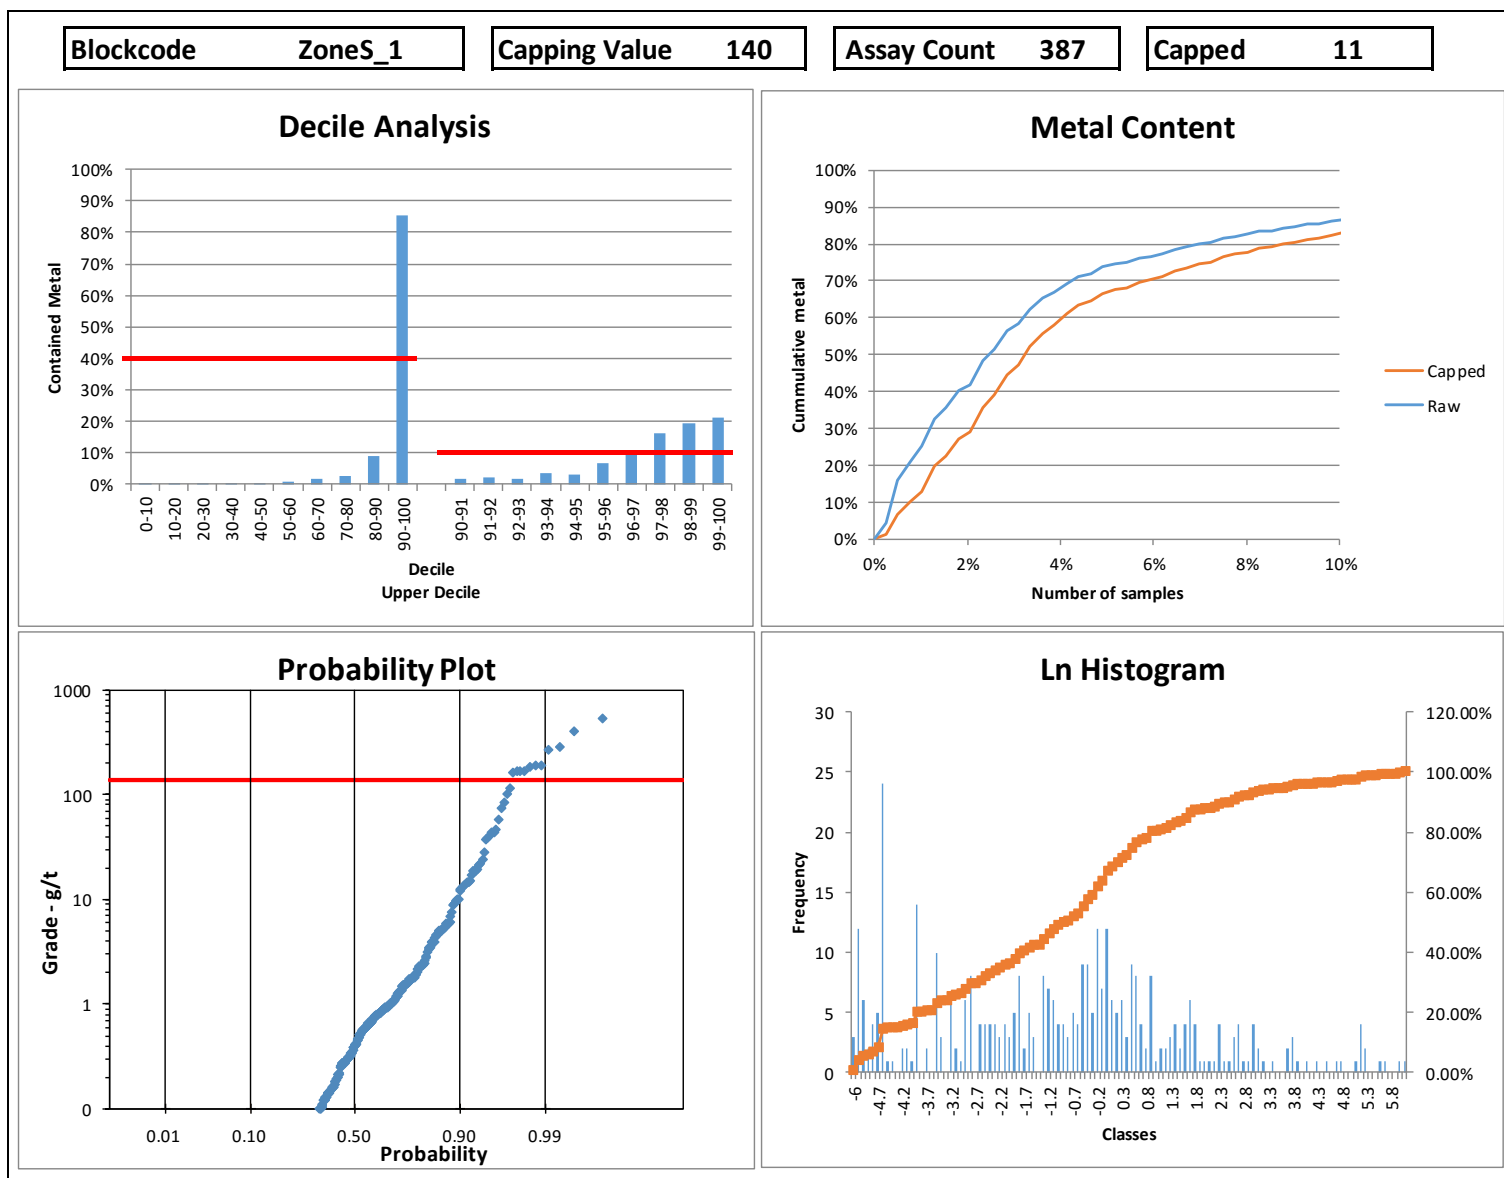 Blockcode ZoneS_1 Capping Value 140 Assay Count 387 Capped 11
Decile Analysis
100%
90%
80%
70%
60%
50%
40%
30%
20%
10%
0%
Contained Metal
0-10 10-20 20-30 30-40 40-50 50-60 60-70 70-80 80-90 90-100 90-91 91-92 92-93 93-94 94-95 95-96 96-97 97-98 98-99 99-100
Decile
Upper Decile
Metal Content
100%
90%
80%
70%
60%
50%
40%
30%
20%
10%
0%
Cummulative metal
0% 2% 4% 6% 8% 10%
Number of samples
Capped
Raw
Probability Plot
1000
100
10
1
0
Grade - g/t
0.01 0.10 0.50 0.90 0.99
Probability
Ln Histogram
30
25
20
15
10
5
0
Frequency
120.00%
100.00%
80.00%
60.00%
40.00%
20.00%
0.00%
-6 -4.7 -4.2 -3.7 -3.2 -2.7 -2.2 -1.7 -1.2 -0.7 -0.2 0.3 0.8 1.3 1.8 2.3 2.8 3.3 3.8 4.3 4.8 5.3 5.8
Classes